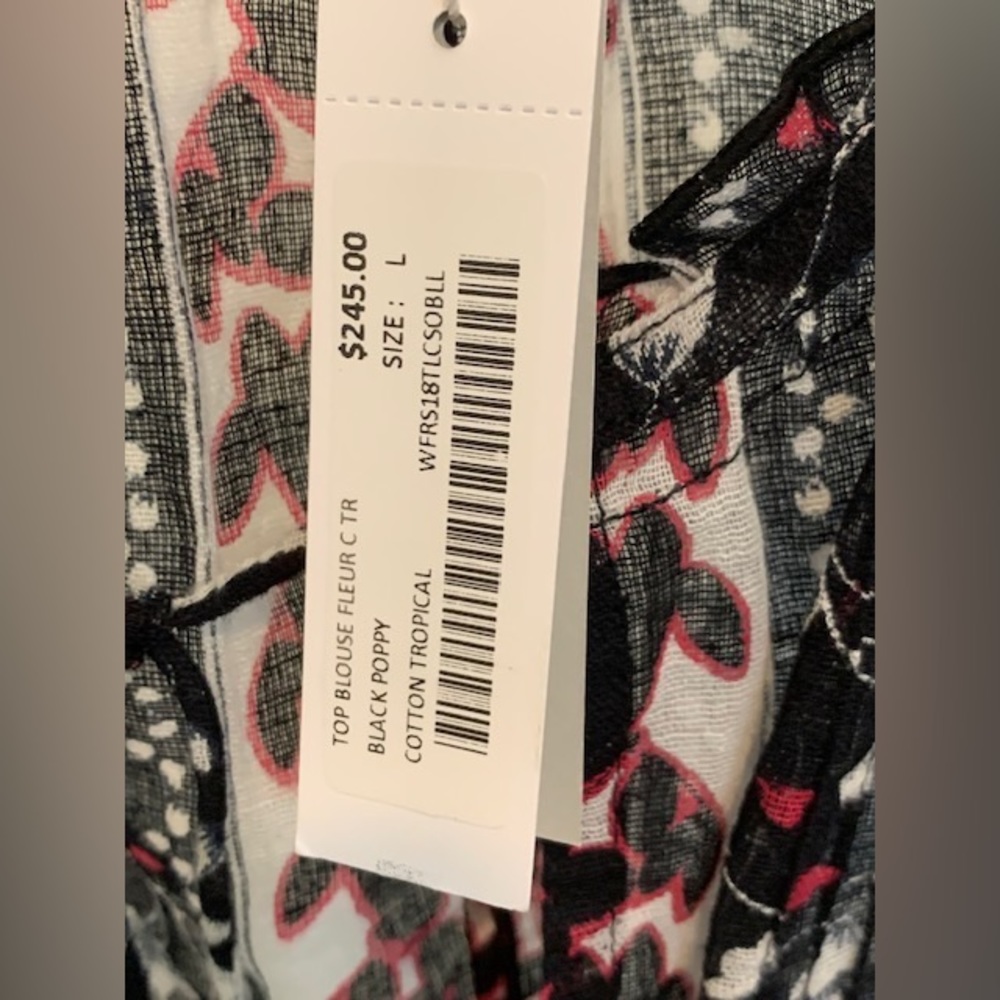 $245.00
SIZE : L
TOP BLOUSE FLEUR C TR
BLACK POPPY
COTTON TROPICAL
WFRS18TLCSOBLL